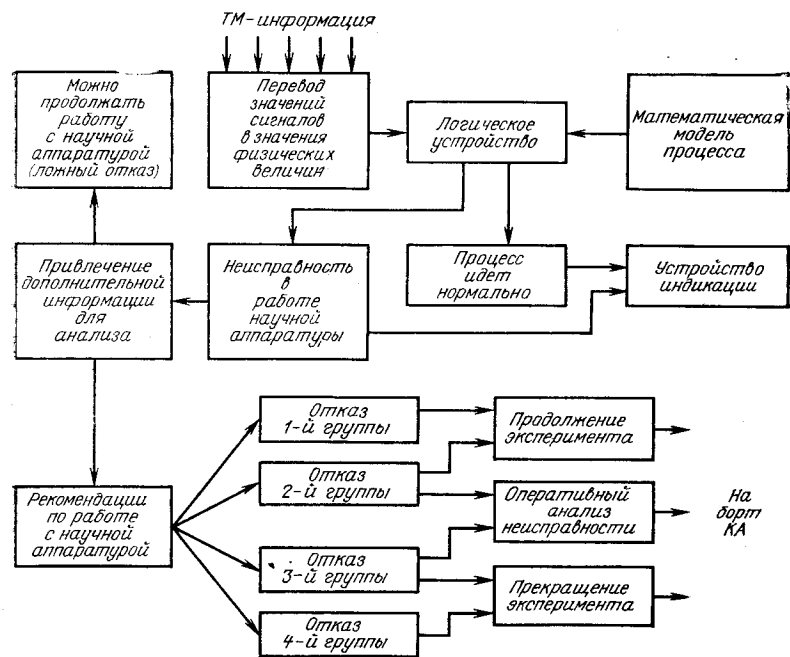 ТМ-информация
Можно
продолжать
работу
с научной
аппаратурой
(ложный отказ)
Перевод
значений
сигналов
в значения
физических
величин
Логическое
устройство
Математическая
модель
процесса
Привлечение
дополнительной
информации
для
анализа
Неисправность
в
работе
научной
аппаратуры
Процесс
идет
нормально
Устройство
индикации
Рекомендации
по работе
с научной
аппаратурой
Отказ
1-й группы
Отказ
2-й группы
Отказ
3-й группы
Отказ
4-й группы
Продолжение
эксперимента
Оперативный
анализ
неисправности
Прекращение
эксперимента
На
борт
КА